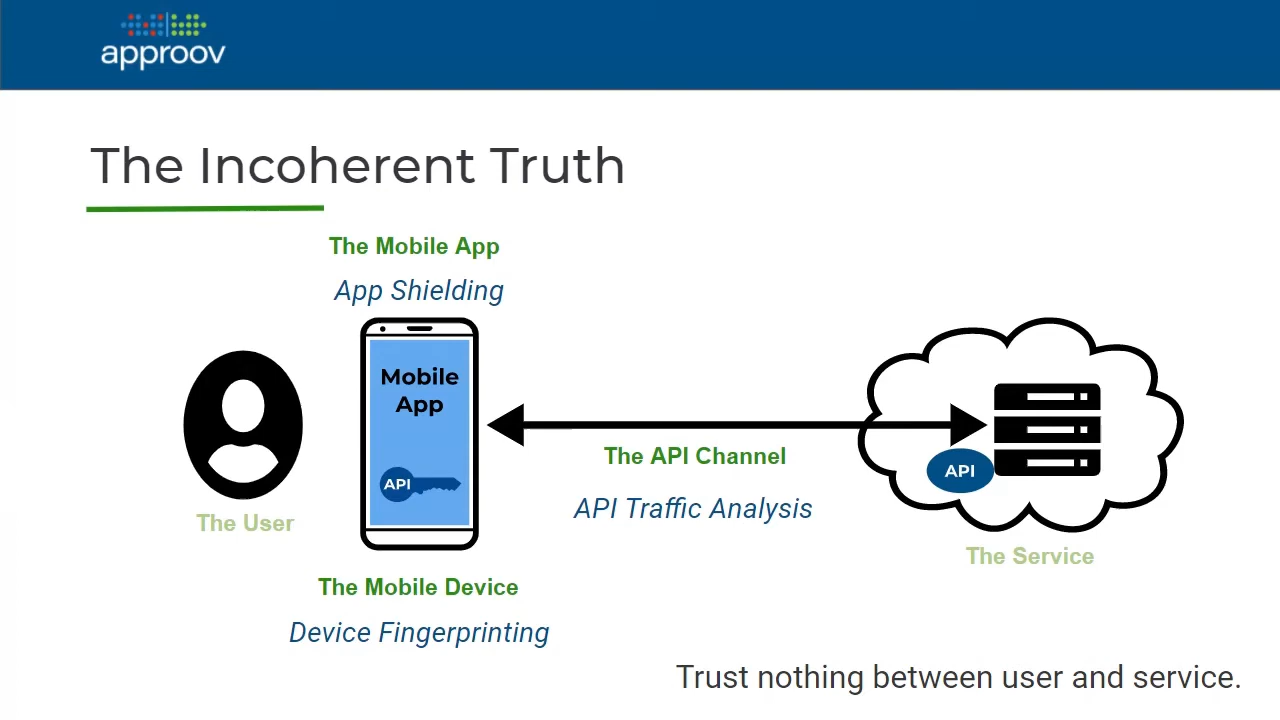 approov
The Incoherent Truth
The Mobile App
App Shielding
Mobile
App
API
The User
The Mobile Device
Device Fingerprinting
The API Channel
API Traffic Analysis
API
The Service
Trust nothing between user and service.